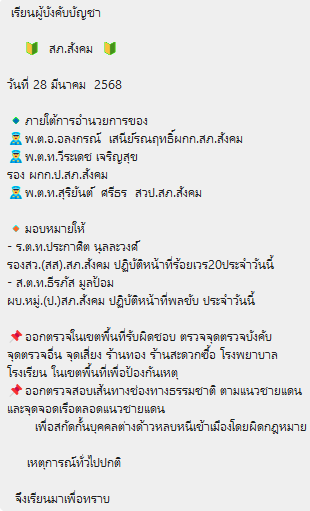 เรียนผู้บังคับบัญชา
🔰 สภ.สังคม 🔰
วันที่ 28 มีนาคม 2568
🔹ภายใต้การอำนวยการของ
👮พ.ต.อ.อลงกรณ์ เสนีย์รณฤทธิ์ผกก.สภ.สังคม
👮พ.ต.ท.วีระเดช เจริญสุข
รอง ผกก.ป.สภ.สังคม
👮พ.ต.ท.สุริยันต์ ศรีธร สวป.สภ.สังคม
🔸มอบหมายให้
- ร.ต.ท.ประกาศิต นุลละวงศ์
รองสว.(สส).สภ.สังคม ปฏิบัติหน้าที่ร้อยเวร20ประจำวันนี้
- ส.ต.ท.ธีรภัส มูลป้อม
ผบ.หมู่.(ป.)สภ.สังคม ปฏิบัติหน้าที่พลขับ ประจำวันนี้
📌ออกตรวจในเขตพื้นที่รับผิดชอบ ตรวจจุดตรวจบังคับ
จุดตรวจอื่น จุดเสี่ยง ร้านทอง ร้านสะดวกซื้อ โรงพยาบาล
โรงเรียน ในเขตพื้นที่เพื่อป้องกันเหตุ
📌ออกตรวจสอบเส้นทางช่องทางธรรมชาติ ตามแนวชายแดน
และจุดจอดเรือตลอดแนวชายแดน
เพื่อสกัดกั้นบุคคลต่างด้าวหลบหนีเข้าเมืองโดยผิดกฎหมาย
เหตุการณ์ทั่วไปปกติ
จึงเรียนมาเพื่อทราบ